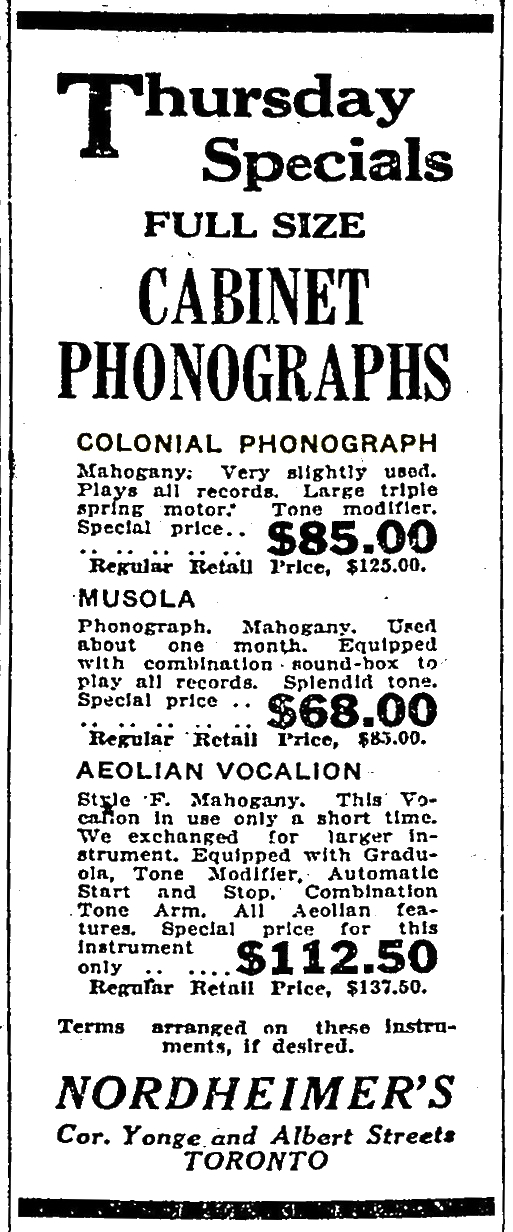 Thursday
Specials
FULL SIZE
CABINET
PHONOGRAPHS
COLONIAL PHONOGRAPH
Mahogany; Very slightly used.
Plays all records. Large triple
spring motor. Tone modifier.
Special price..
.. .. .. .. .. .. $85.00
Regular Retail Price, $125.00.
MUSOLA
Phonograph. Mahogany. Used
about one month. Equipped
with combination sound-box to
play all records. Splendid tone.
Special price ..
.. .. .. .. .. .. $68.00
Regular Retail Price, $85.00.
AEOLIAN VOCALION
Style F. Mahogany. This Vo-
calion in use only a short time.
We exchanged for larger in-
strument. Equipped with Gradu-
ola, Tone Modifier, Automatic
Start and Stop, Combination
Tone Arm. All Aeolian fea-
tures. Special price for this
instrument
only .. .... $112.50
Regular Retail Price, $137.50.
Terms arranged on these instru-
ments, if desired.
NORDHEIMER'S
Cor. Yonge and Albert Streets
TORONTO